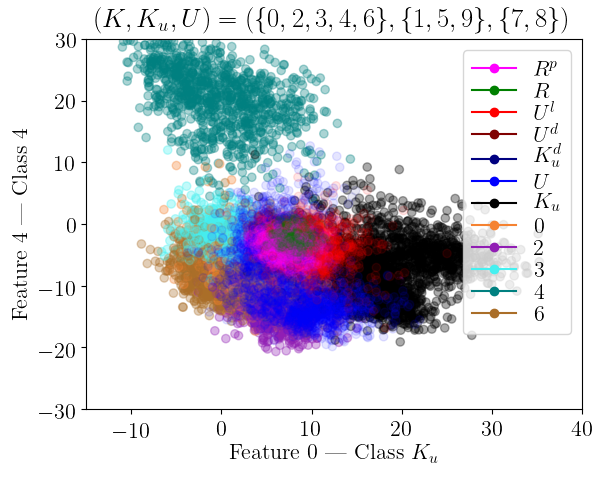 (K, K_u, U) = ({0, 2, 3, 4, 6}, {1, 5, 9}, {7, 8})
Feature 4 — Class 4
30
20
10
0
−10
−20
−30
R^p
R
U^l
U^d
K_u^d
U
K_u
0
2
3
4
6
−10 0 10 20 30 40
Feature 0 — Class K_u